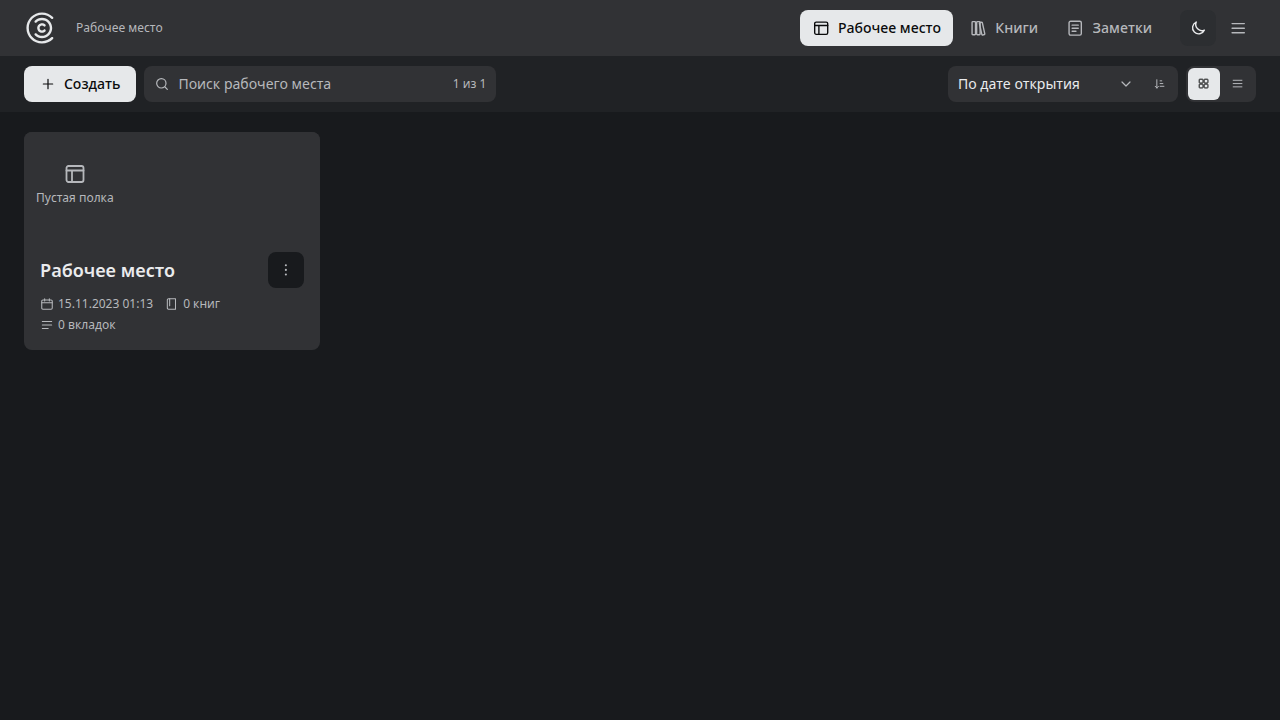 Рабочее место
Рабочее место
Книги
Заметки
Создать
Поиск рабочего места
1 из 1
По дате открытия
Пустая полка
Рабочее место
15.11.2023 01:13
0 книг
0 вкладок